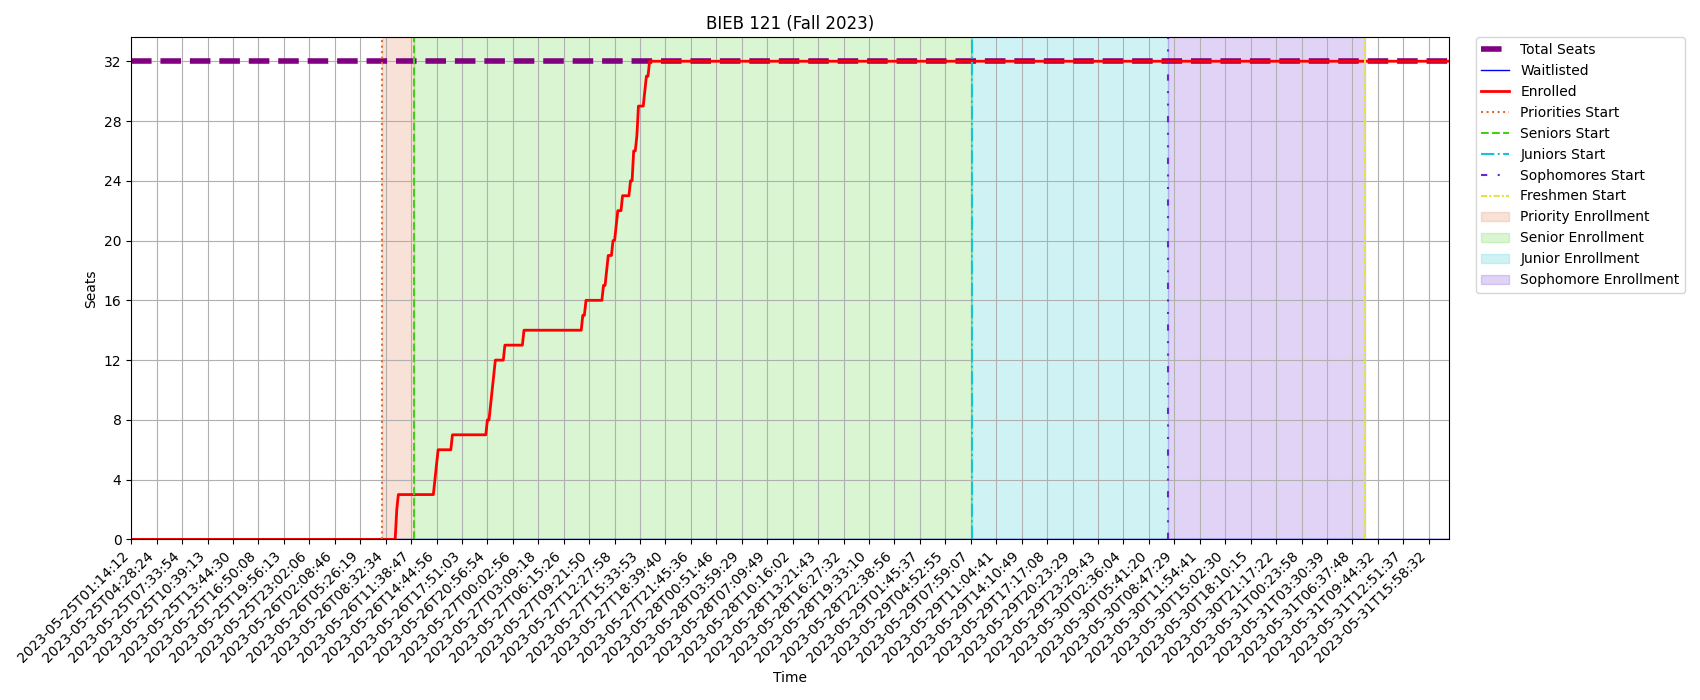 BIEB 121 (Fall 2023)
Seats
32
28
24
20
16
12
8
4
0
2023-05-25T01:14:12
2023-05-25T04:28:24
2023-05-25T07:33:54
2023-05-25T10:39:13
2023-05-25T13:44:30
2023-05-25T16:50:08
2023-05-25T19:56:13
2023-05-25T23:02:06
2023-05-26T02:08:46
2023-05-26T05:26:19
2023-05-26T08:32:34
2023-05-26T11:38:47
2023-05-26T14:44:56
2023-05-26T17:51:03
2023-05-26T20:56:54
2023-05-27T00:02:56
2023-05-27T03:09:18
2023-05-27T06:15:26
2023-05-27T09:21:50
2023-05-27T12:27:58
2023-05-27T15:33:53
2023-05-27T18:39:40
2023-05-27T21:45:36
2023-05-28T00:51:46
2023-05-28T03:59:29
2023-05-28T07:09:49
2023-05-28T10:16:02
2023-05-28T13:21:43
2023-05-28T16:27:32
2023-05-28T19:33:10
2023-05-28T22:38:56
2023-05-29T01:45:37
2023-05-29T04:52:55
2023-05-29T07:59:07
2023-05-29T11:04:41
2023-05-29T14:10:49
2023-05-29T17:17:08
2023-05-29T20:23:29
2023-05-29T23:29:43
2023-05-30T02:36:04
2023-05-30T05:41:20
2023-05-30T08:47:29
2023-05-30T11:54:41
2023-05-30T15:02:30
2023-05-30T18:10:15
2023-05-30T21:17:22
2023-05-31T00:23:58
2023-05-31T03:30:39
2023-05-31T06:37:48
2023-05-31T09:44:32
2023-05-31T12:51:37
2023-05-31T15:58:32
Time
Total Seats
Waitlisted
Enrolled
Priorities Start
Seniors Start
Juniors Start
Sophomores Start
Freshmen Start
Priority Enrollment
Senior Enrollment
Junior Enrollment
Sophomore Enrollment